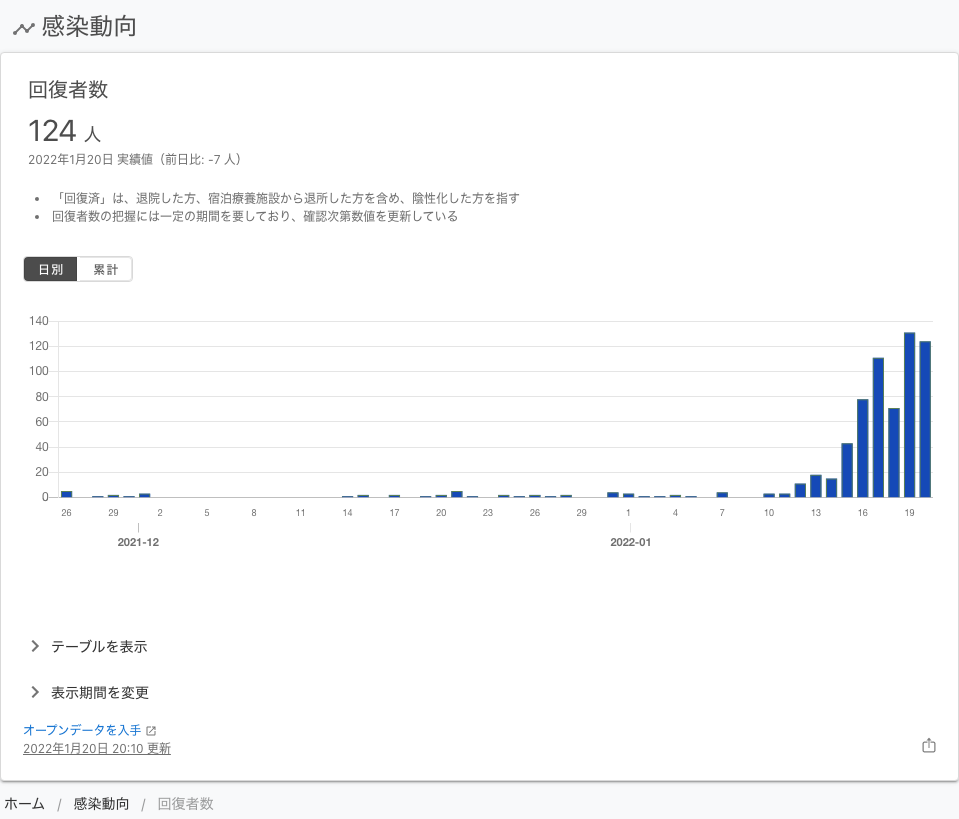 感染動向
回復者数
124 人
2022年1月20日 実績値（前日比: -7 人）
• 「回復済」は、退院した方、宿泊療養施設から退所した方を含め、陰性化した方を指す
• 回復者数の把握には一定の期間を要しており、確認次第数値を更新している
日別 累計
140
120
100
80
60
40
20
0
26 29 2 5 8 11 14 17 20 23 26 29 1 4 7 10 13 16 19
2021-12 2022-01
テーブルを表示
表示期間を変更
オープンデータを入手
2022年1月20日 20:10 更新
ホーム / 感染動向 / 回復者数